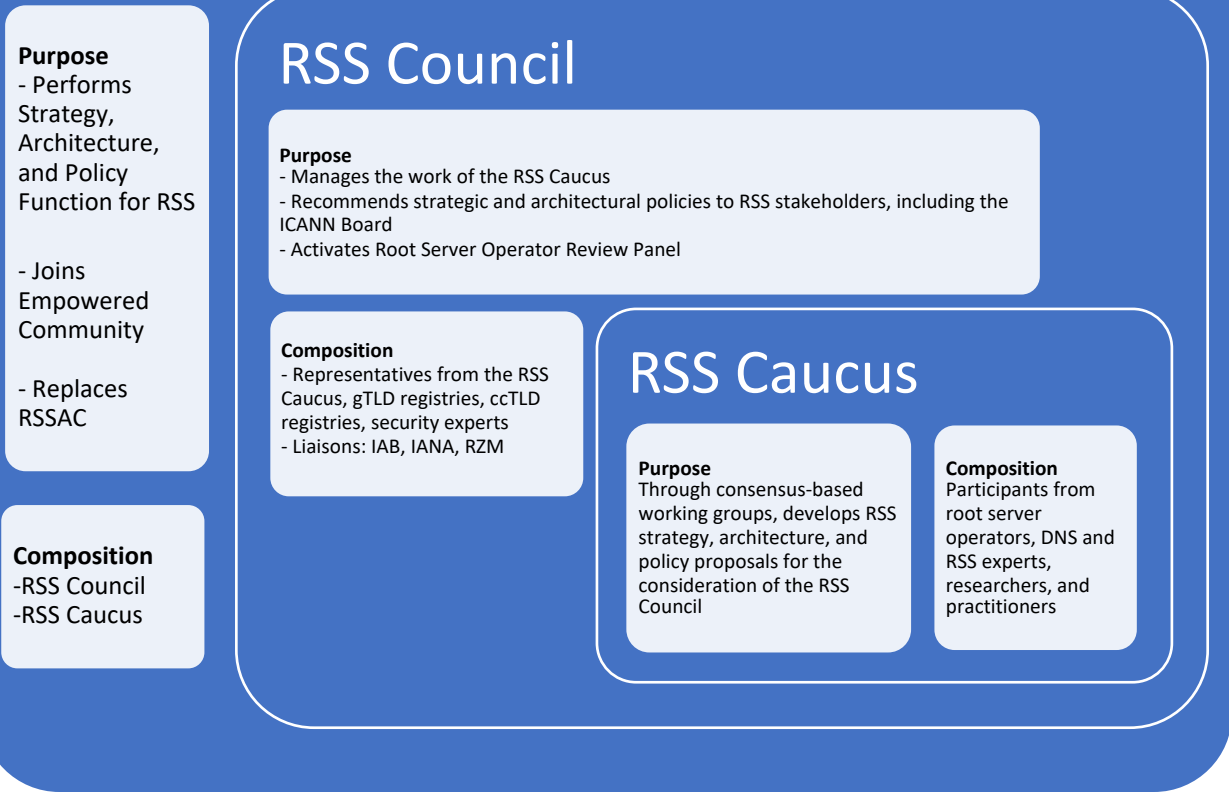 Purpose
- Performs
Strategy,
Architecture,
and Policy
Function for RSS
- Joins
Empowered
Community
- Replaces
RSSAC
Composition
-RSS Council
-RSS Caucus
RSS Council
Purpose
- Manages the work of the RSS Caucus
- Recommends strategic and architectural policies to RSS stakeholders, including the
ICANN Board
- Activates Root Server Operator Review Panel
Composition
- Representatives from the RSS
Caucus, gTLD registries, ccTLD
registries, security experts
- Liaisons: IAB, IANA, RZM
RSS Caucus
Purpose
Through consensus-based
working groups, develops RSS
strategy, architecture, and
policy proposals for the
consideration of the RSS
Council
Composition
Participants from
root server
operators, DNS and
RSS experts,
researchers, and
practitioners